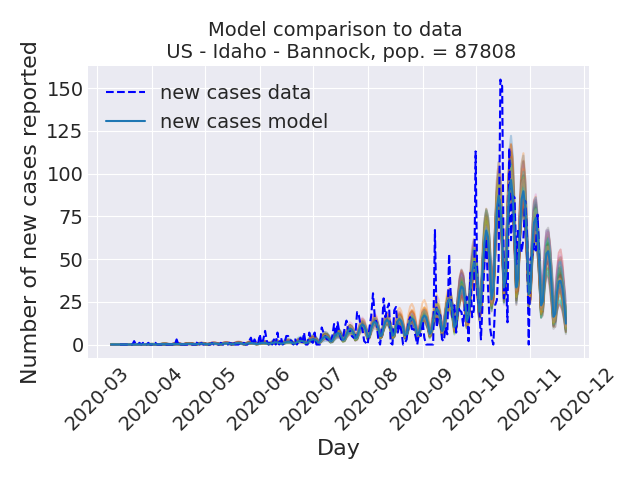 Model comparison to data
US - Idaho - Bannock, pop. = 87808
Number of new cases reported
150
125
100
75
50
25
0
new cases data
new cases model
2020-03
2020-04
2020-05
2020-06
2020-07
2020-08
2020-09
2020-10
2020-11
2020-12
Day